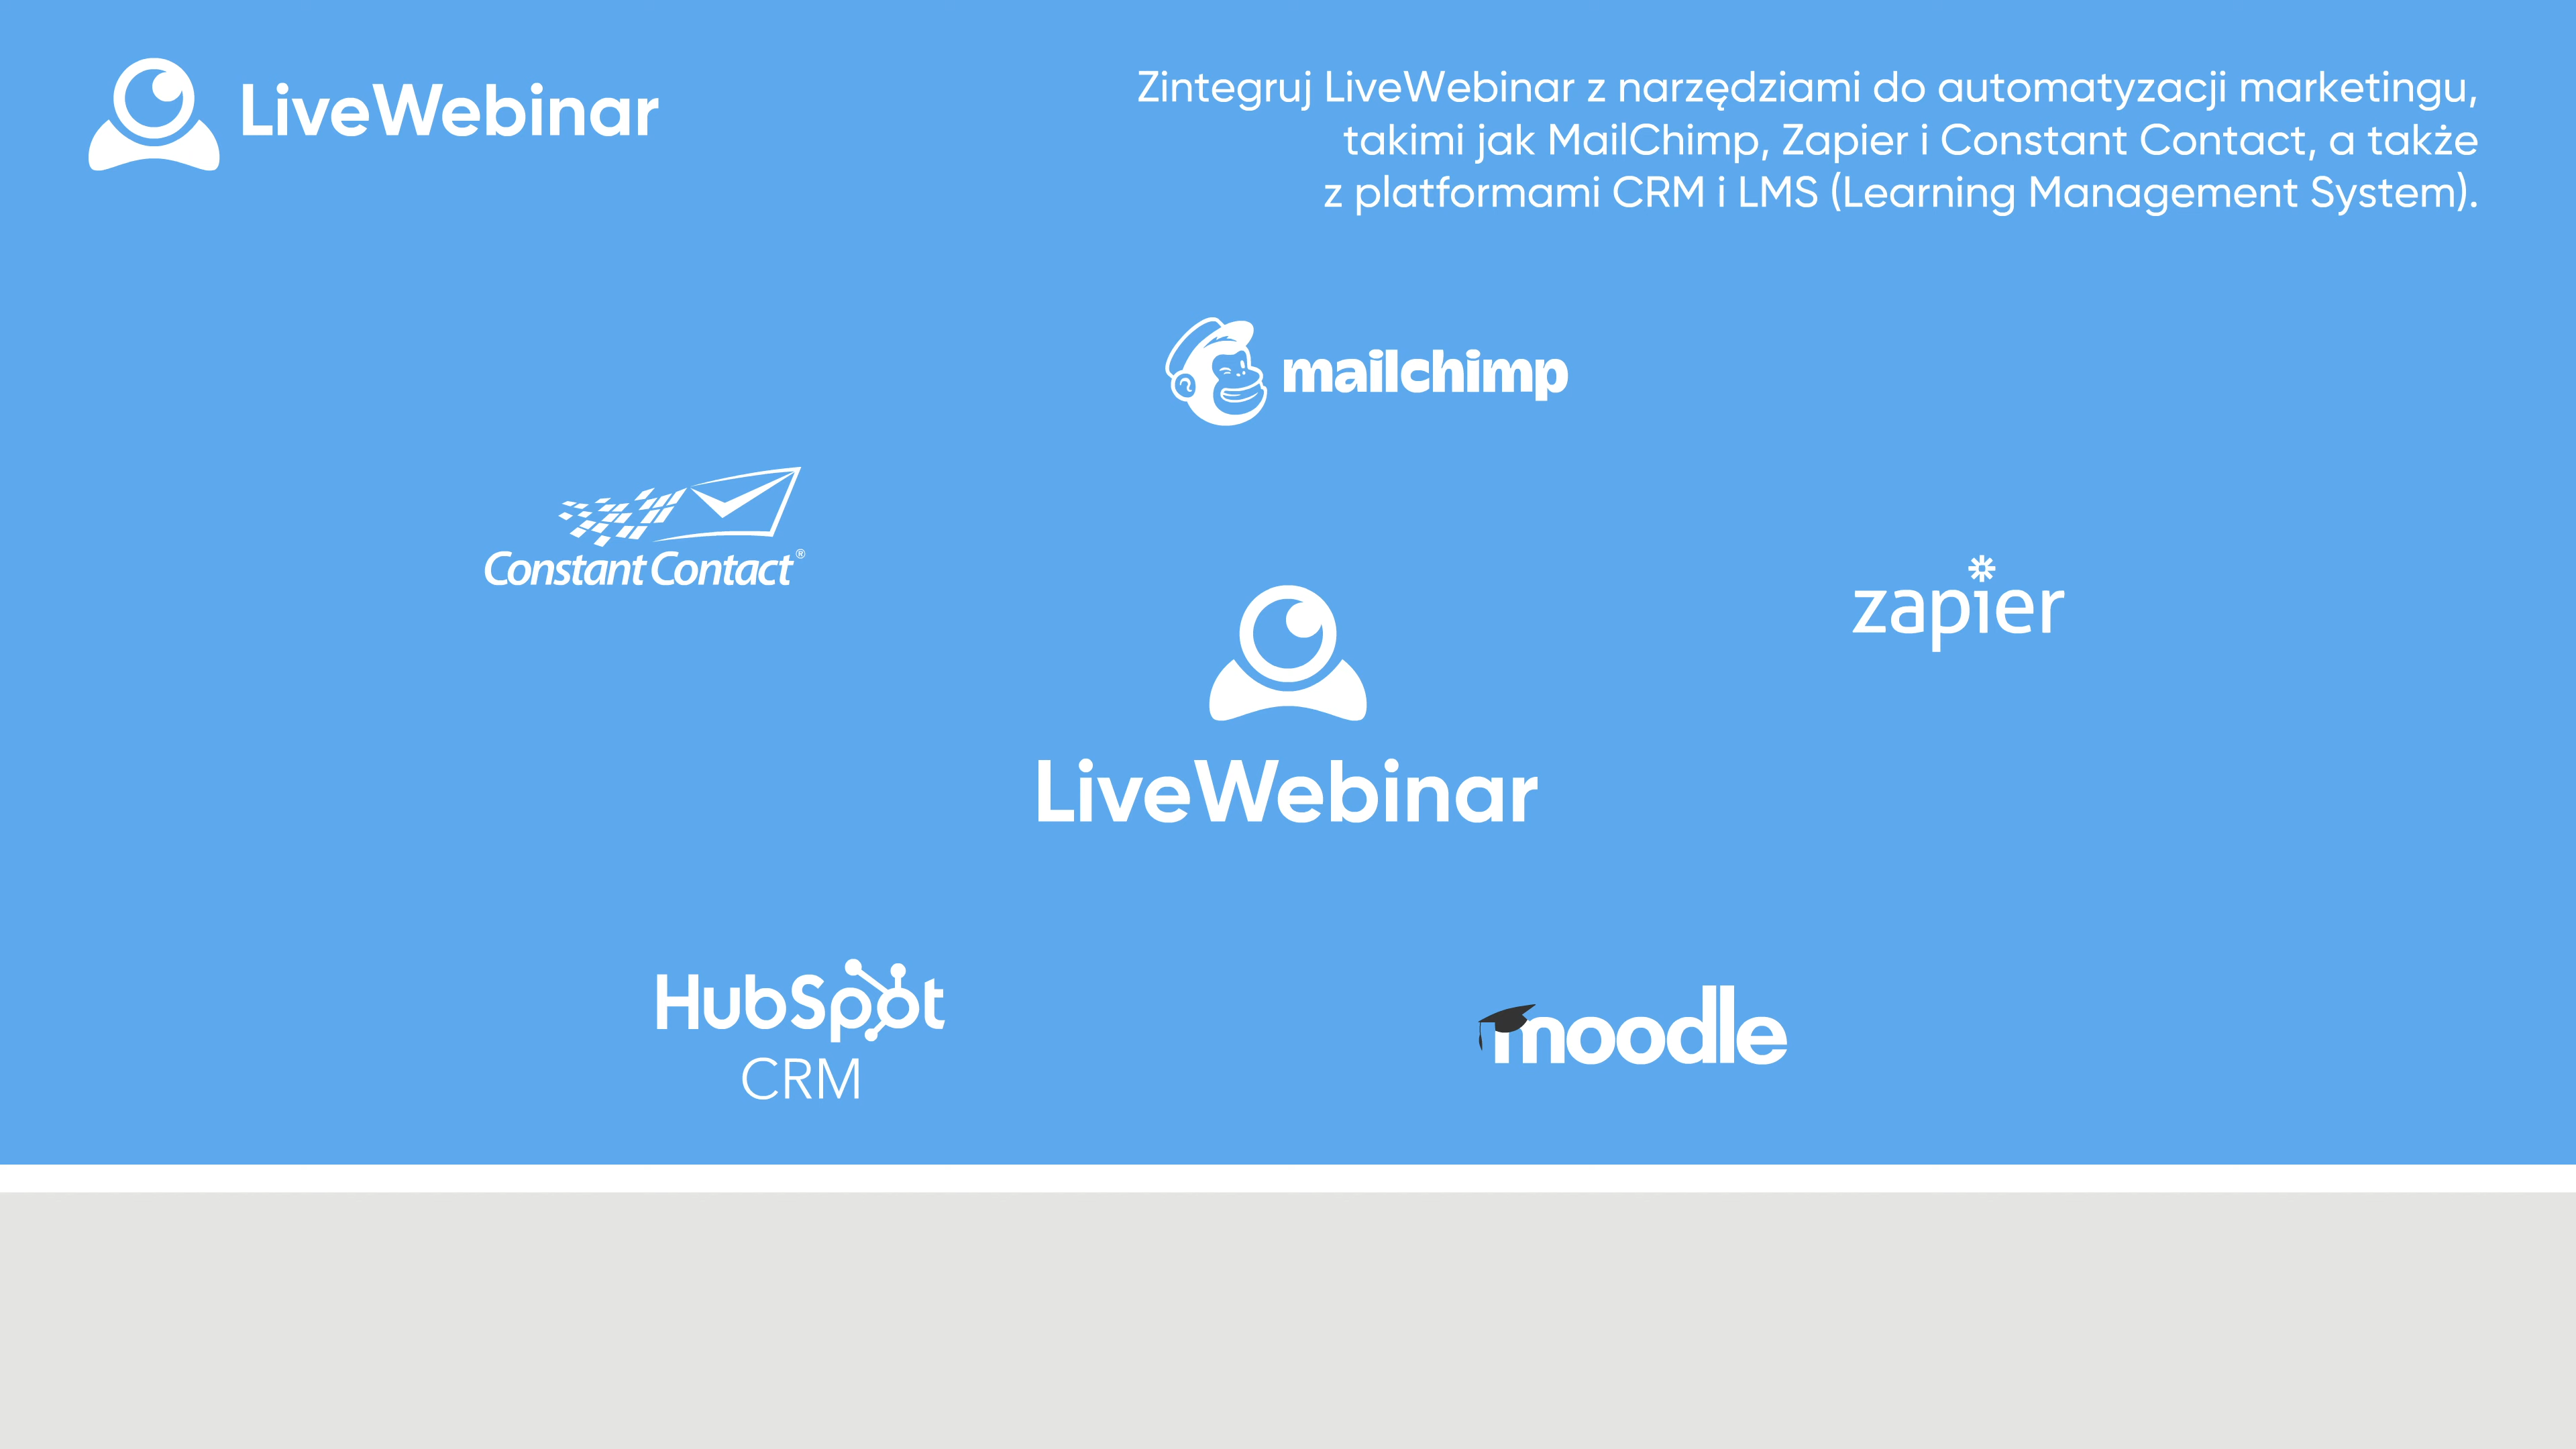 LiveWebinar
Zintegruj LiveWebinar z narzędziami do automatyzacji marketingu,
takimi jak MailChimp, Zapier i Constant Contact, a także
z platformami CRM i LMS (Learning Management System).
mailchimp
Constant Contact®
zapier
LiveWebinar
HubSpot
CRM
moodle